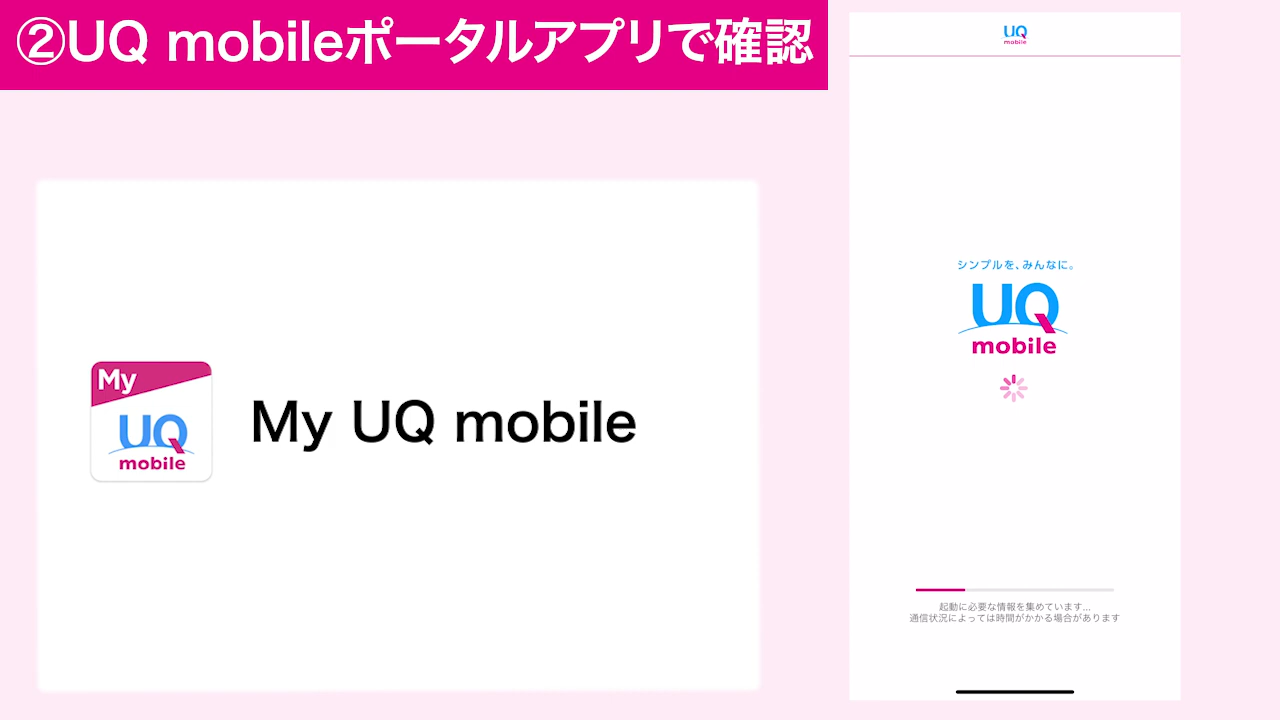 ②UQ mobileポータルアプリで確認
My
UQ
mobile
My UQ mobile
UQ
mobile
シンプルを、みんなに。
UQ
mobile
起動に必要な情報を集めています...
通信状況によっては時間がかかる場合があります